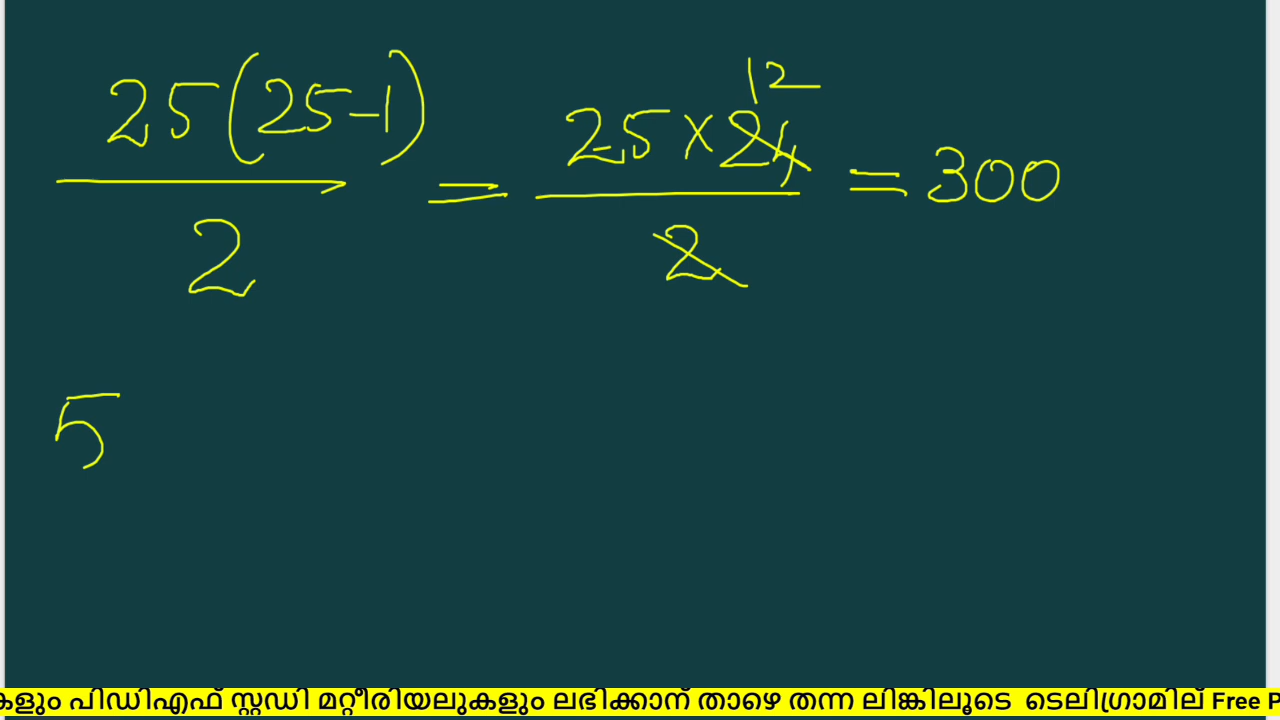 25(25-1)/2 = 25×24/2 = 300
12
5
കളും പിഡിഎഫ് സ്റ്റഡി മറ്റീരിയലുകളും ലഭിക്കാന് താഴെ തന്ന ലിങ്കിലൂടെ ടെലിഗ്രാമില് Free P